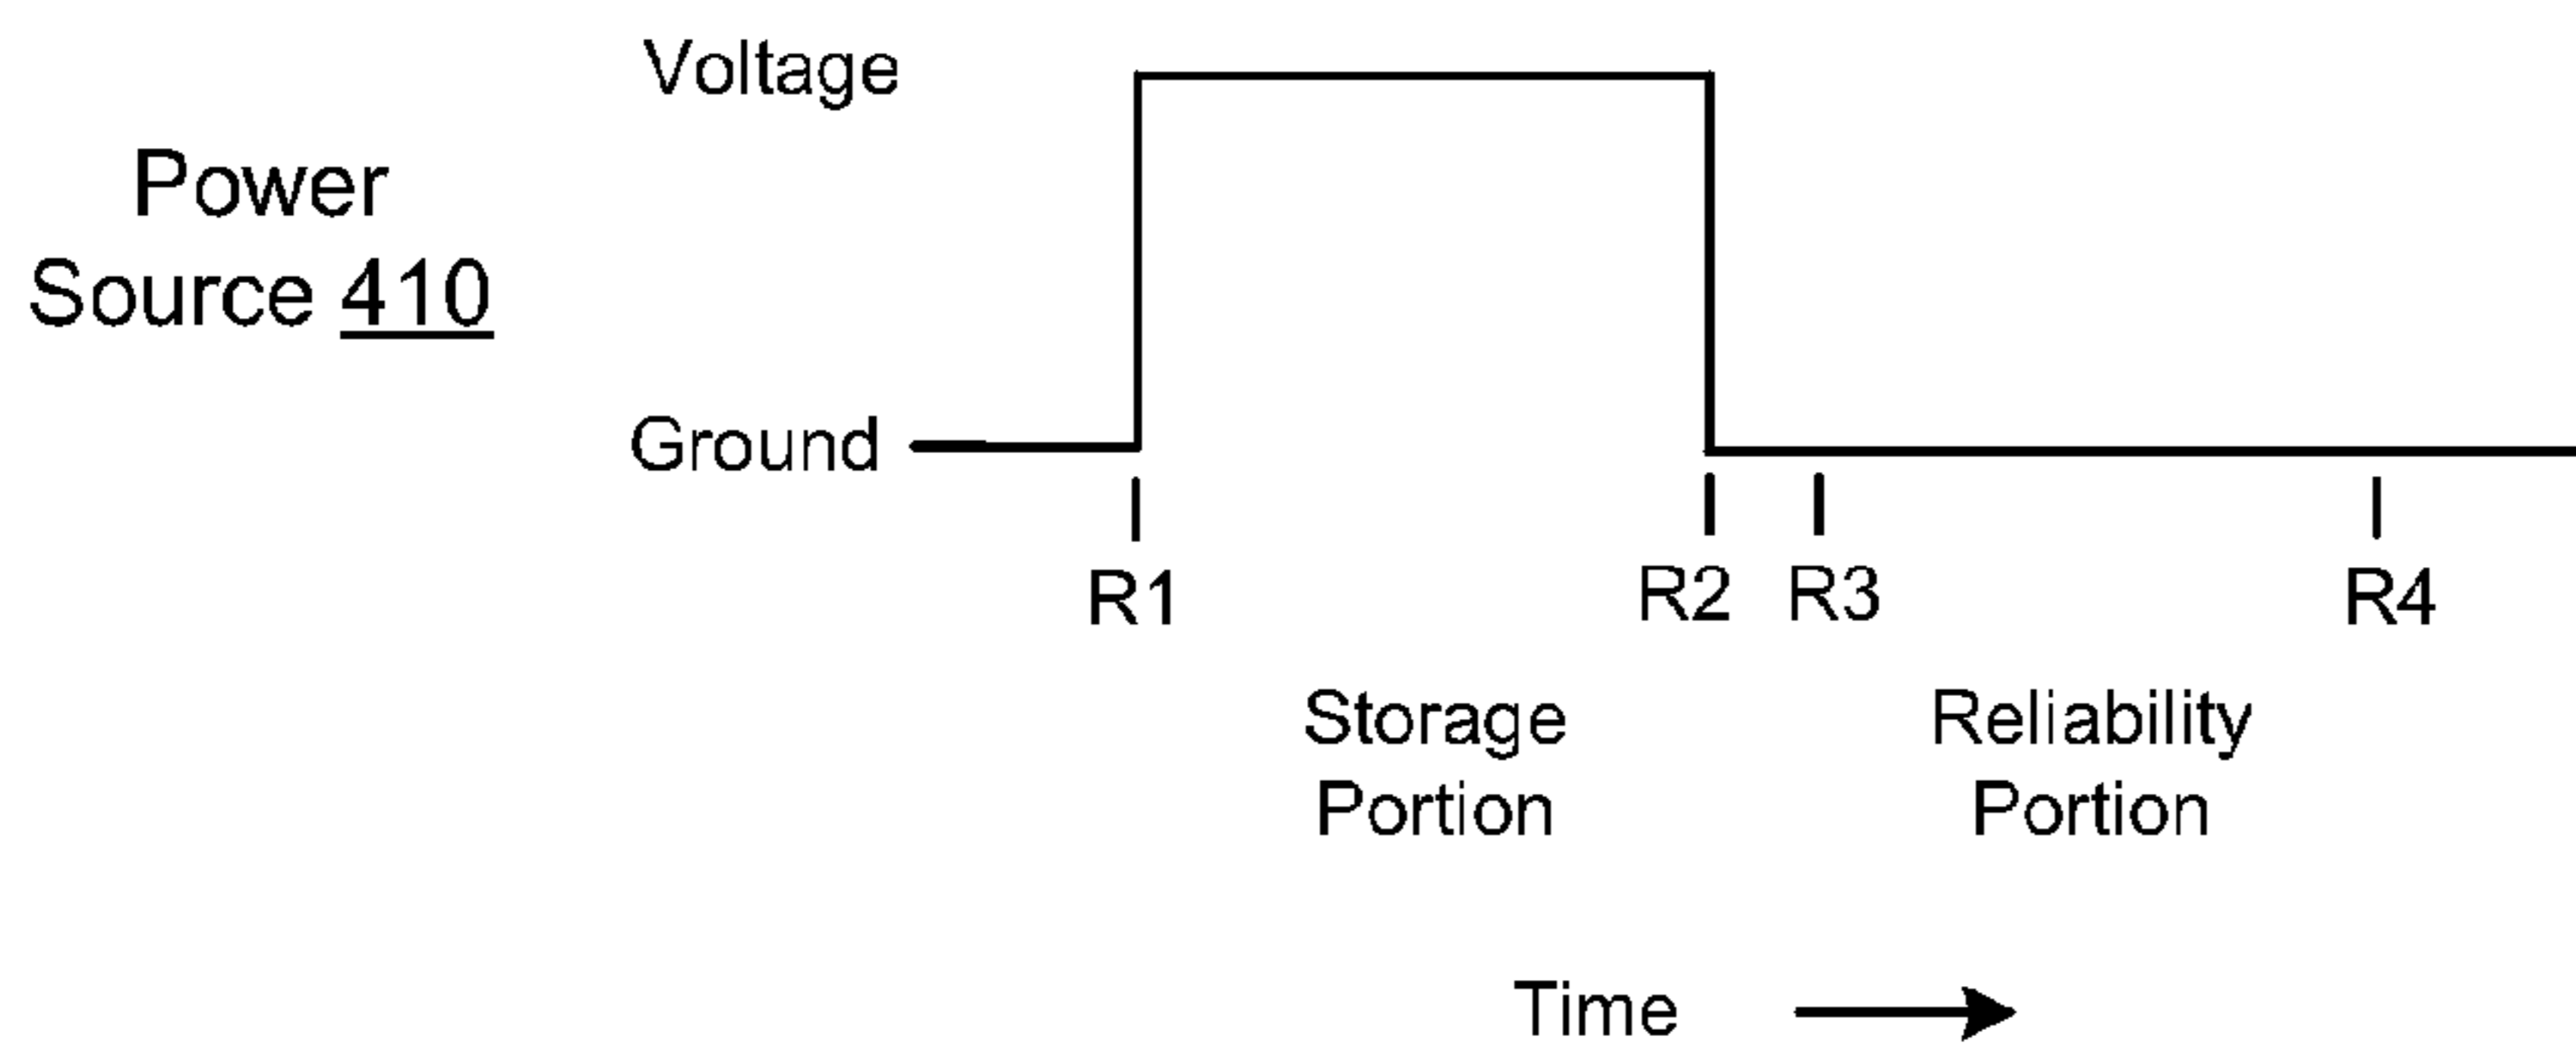 Voltage
Power
Source 410
Ground
R1 R2 R3 R4
Storage
Portion
Reliability
Portion
Time